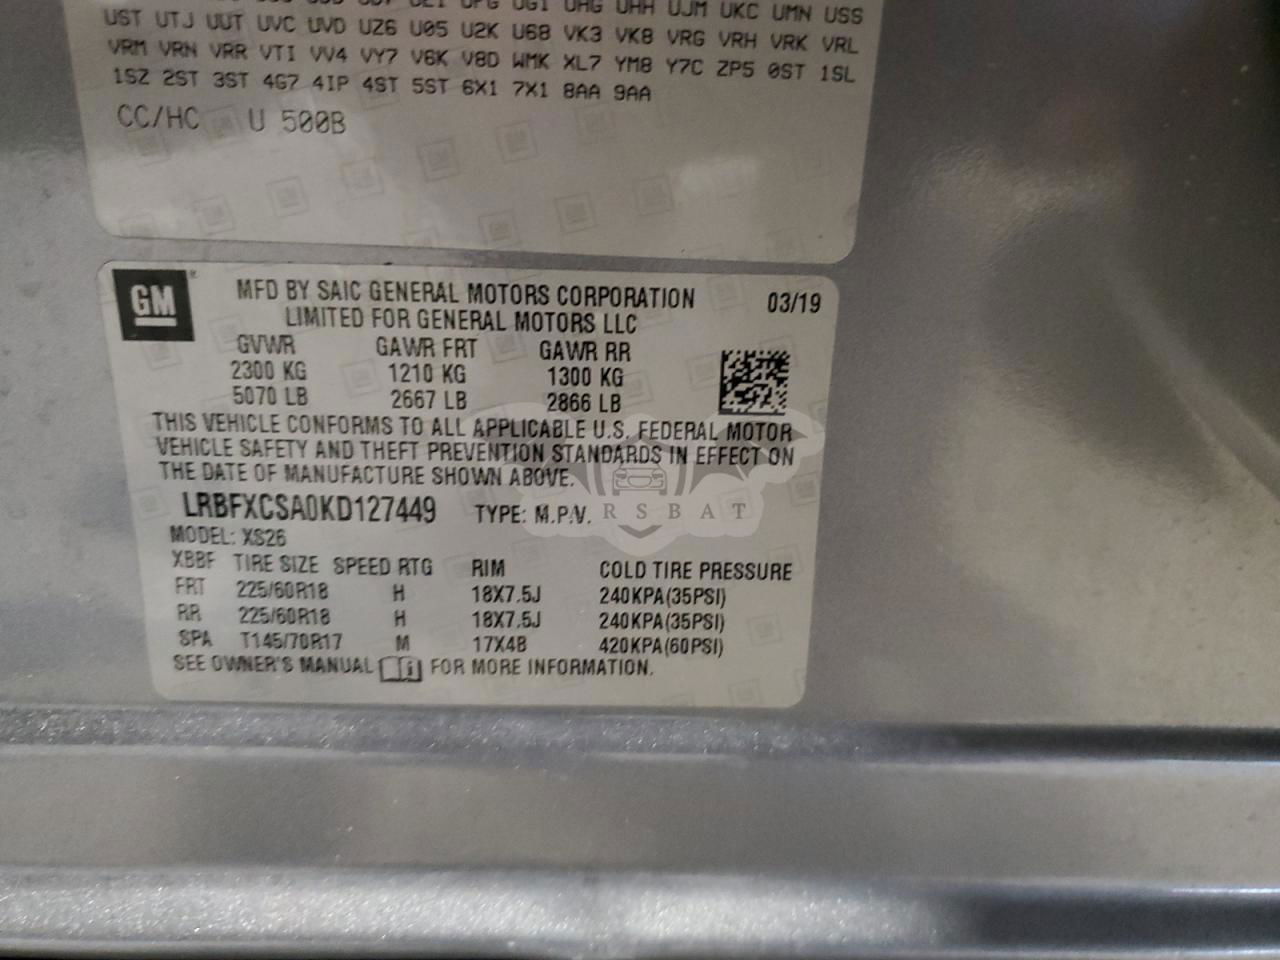 UHG UHH UJM UKC UMN USS
UST UTJ UUT UVC UVD UZ6 U05 U2K U68 VK3 VK8 VRG VRH VRK VRL
VRM VRN VRR VTI VV4 VY7 V6K V8D WMK XL7 YM8 Y7C ZP5 0ST 1SL
1SZ 2ST 3ST 4G7 4IP 4ST 5ST 6X1 7X1 8AA 9AA
CC/HC U 500B
GM ®
MFD BY SAIC GENERAL MOTORS CORPORATION 03/19
LIMITED FOR GENERAL MOTORS LLC
GVWR GAWR FRT GAWR RR
2300 KG 1210 KG 1300 KG
5070 LB 2667 LB 2866 LB
THIS VEHICLE CONFORMS TO ALL APPLICABLE U.S. FEDERAL MOTOR
VEHICLE SAFETY AND THEFT PREVENTION STANDARDS IN EFFECT ON
THE DATE OF MANUFACTURE SHOWN ABOVE.
LRBFXCSA0KD127449 TYPE: M.P.V.
RSBAT
MODEL: XS26
XBBF TIRE SIZE SPEED RTG RIM COLD TIRE PRESSURE
FRT 225/60R18 H 18X7.5J 240KPA(35PSI)
RR 225/60R18 H 18X7.5J 240KPA(35PSI)
SPA T145/70R17 M 17X4B 420KPA(60PSI)
SEE OWNER'S MANUAL FOR MORE INFORMATION.